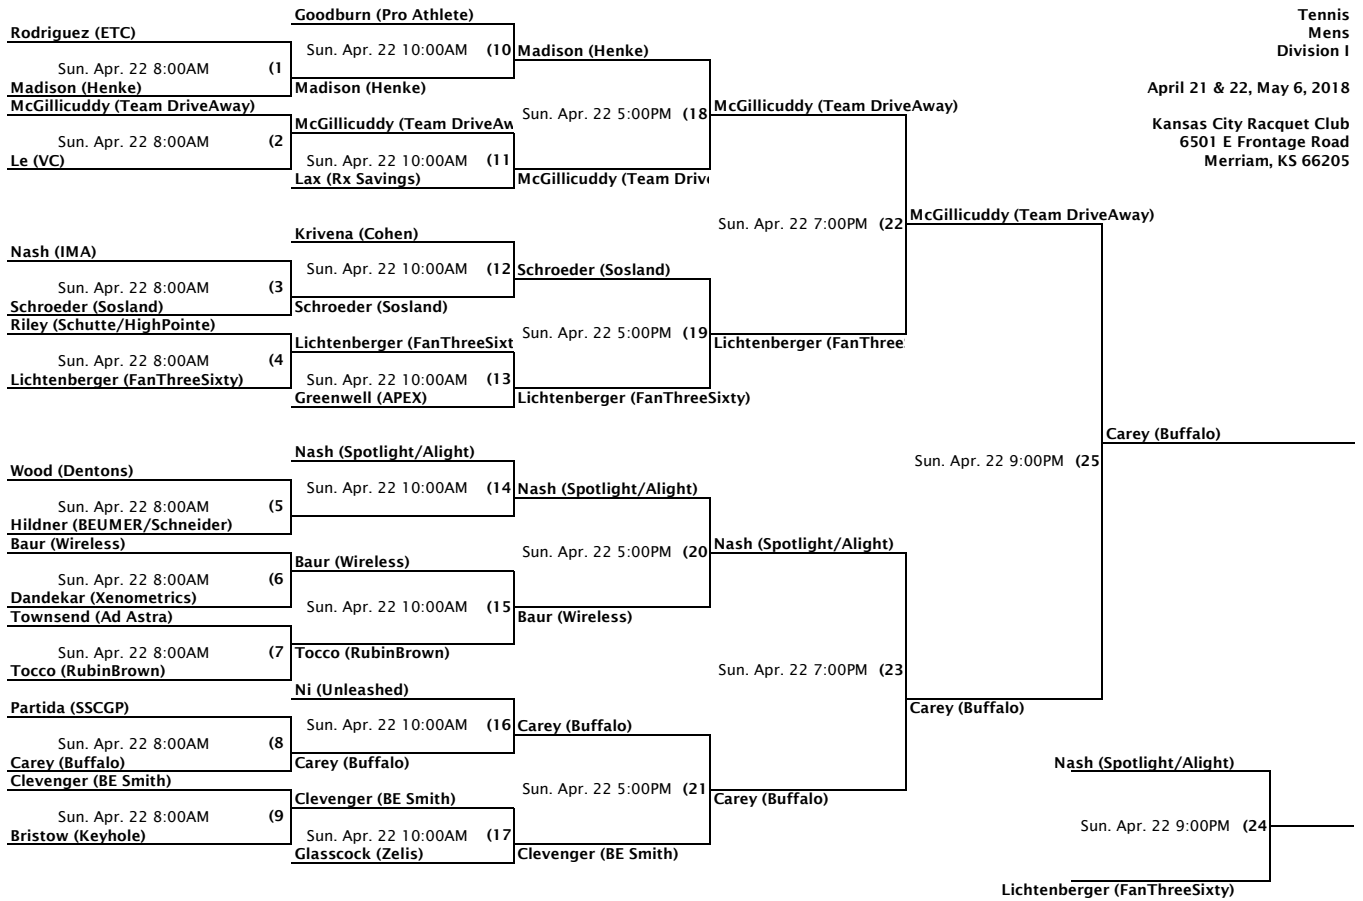 Goodburn (Pro Athlete)
Tennis
Rodriguez (ETC)
Mens
Sun. Apr. 22 10:00AM (10
Madison (Henke)
Division I
Sun. Apr. 22 8:00AM (1
Madison (Henke)
Madison (Henke)
April 21 & 22, May 6, 2018
McGillicuddy (Team DriveAway)
McGillicuddy (Team DriveAw
Sun. Apr. 22 5:00PM (18
McGillicuddy (Team DriveAway)
Kansas City Racquet Club
Sun. Apr. 22 8:00AM (2
6501 E Frontage Road
Le (VC)
Sun. Apr. 22 10:00AM (11
Merriam, KS 66205
Lax (Rx Savings)
McGillicuddy (Team Driv
McGillicuddy (Team DriveAway)
Sun. Apr. 22 7:00PM (22
Krivena (Cohen)
Nash (IMA)
Sun. Apr. 22 10:00AM (12
Schroeder (Sosland)
Sun. Apr. 22 8:00AM (3
Schroeder (Sosland)
Schroeder (Sosland)
Riley (Schutte/HighPointe)
Sun. Apr. 22 5:00PM (19
Lichtenberger (FanThreeSixt
Lichtenberger (FanThree
Sun. Apr. 22 8:00AM (4
Lichtenberger (FanThreeSixty)
Sun. Apr. 22 10:00AM (13
Greenwell (APEX)
Lichtenberger (FanThreeSixty)
Carey (Buffalo)
Nash (Spotlight/Alight)
Sun. Apr. 22 9:00PM (25
Wood (Dentons)
Sun. Apr. 22 10:00AM (14
Nash (Spotlight/Alight)
Sun. Apr. 22 8:00AM (5
Hildner (BEUMER/Schneider)
Baur (Wireless)
Sun. Apr. 22 5:00PM (20
Nash (Spotlight/Alight)
Baur (Wireless)
Sun. Apr. 22 8:00AM (6
Dandekar (Xenometrics)
Sun. Apr. 22 10:00AM (15
Townsend (Ad Astra)
Baur (Wireless)
Sun. Apr. 22 8:00AM (7
Tocco (RubinBrown)
Tocco (RubinBrown)
Sun. Apr. 22 7:00PM (23
Ni (Unleashed)
Partida (SSCGP)
Carey (Buffalo)
Sun. Apr. 22 10:00AM (16
Carey (Buffalo)
Sun. Apr. 22 8:00AM (8
Carey (Buffalo)
Carey (Buffalo)
Nash (Spotlight/Alight)
Clevenger (BE Smith)
Sun. Apr. 22 5:00PM (21
Clevenger (BE Smith)
Carey (Buffalo)
Sun. Apr. 22 8:00AM (9
Sun. Apr. 22 9:00PM (24
Bristow (Keyhole)
Sun. Apr. 22 10:00AM (17
Glasscock (Zelis)
Clevenger (BE Smith)
Lichtenberger (FanThreeSixty)